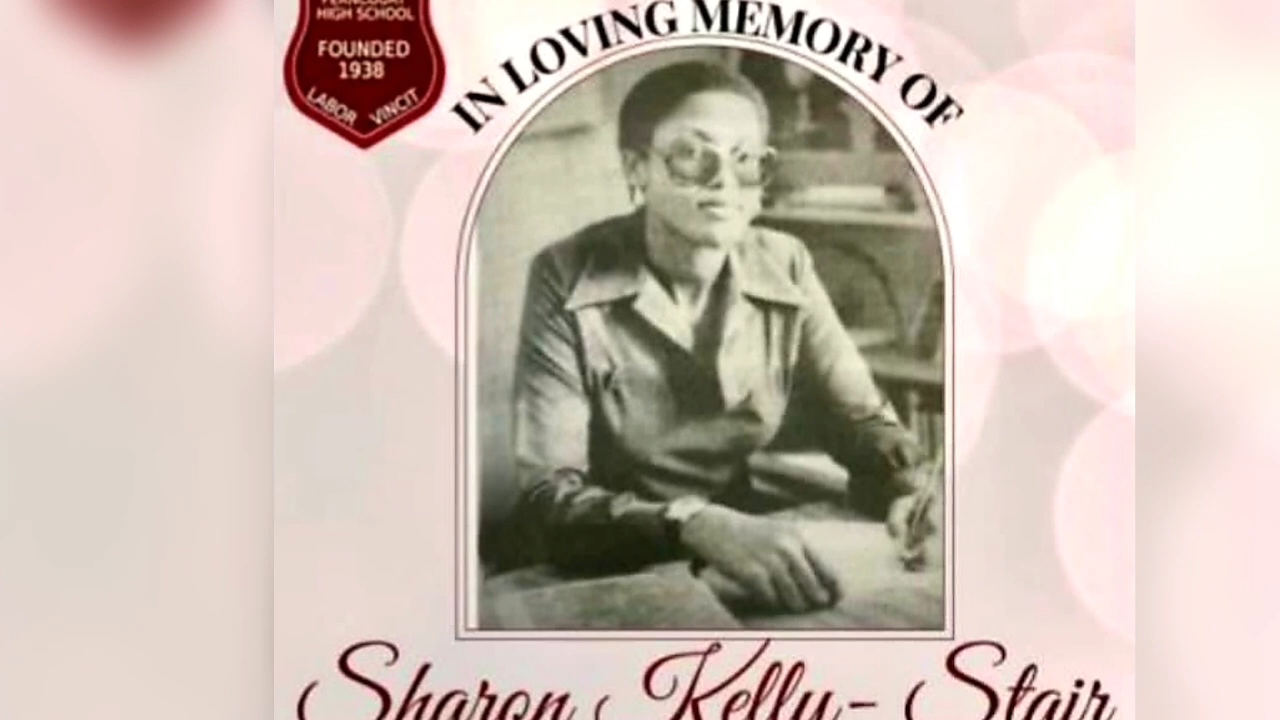 HIGH SCHOOL
FOUNDED
1938
LABOR VINCIT
IN LOVING MEMORY OF
Sharon Kelly- Stair